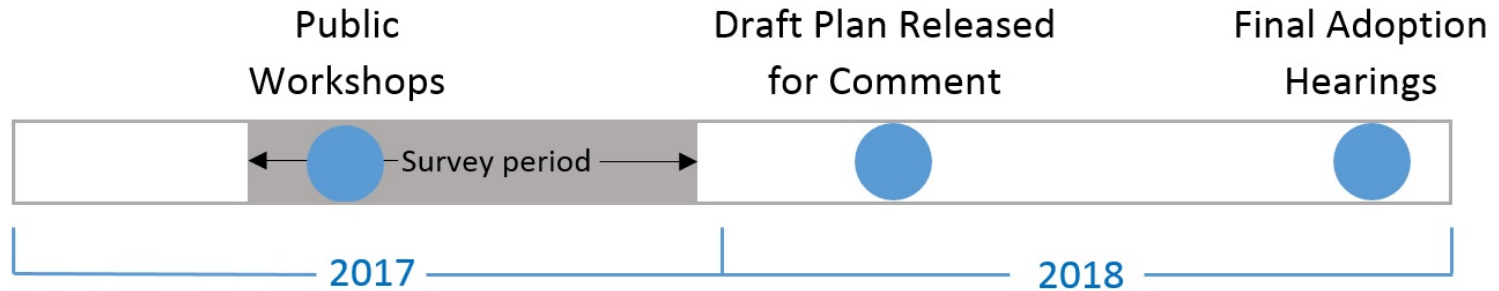 Public
Workshops
Draft Plan Released
for Comment
Final Adoption
Hearings
Survey period
2017
2018